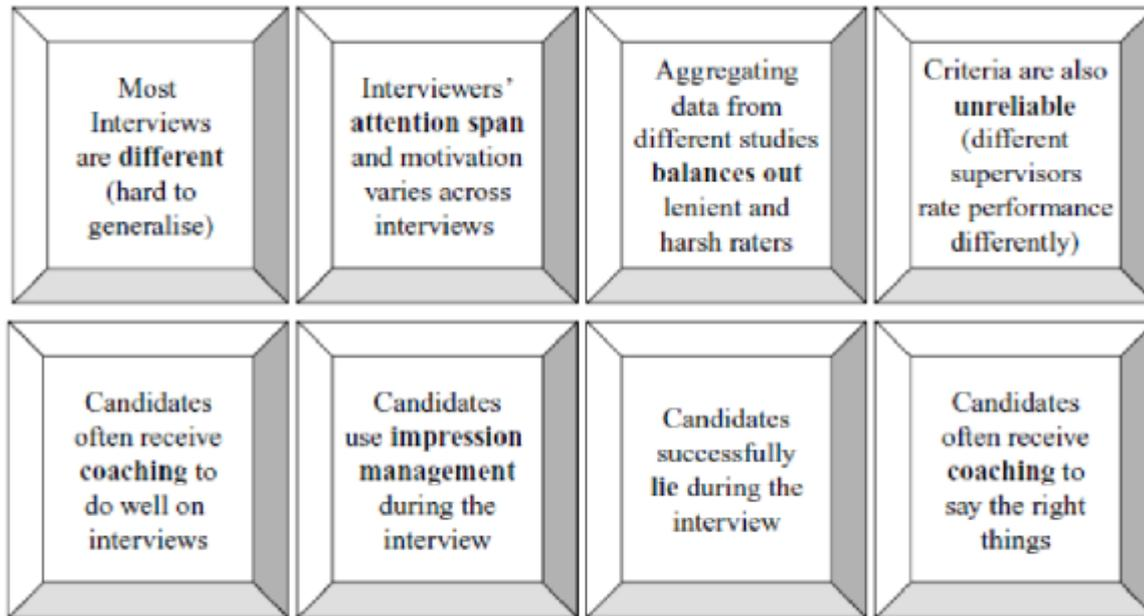 Most
Interviews
are different
(hard to
generalise)
Interviewers'
attention span
and motivation
varies across
interviews
Aggregating
data from
different studies
balances out
lenient and
harsh raters
Criteria are also
unreliable
(different
supervisors
rate performance
differently)
Candidates
often receive
coaching to
do well on
interviews
Candidates
use impression
management
during the
interview
Candidates
successfully
lie during the
interview
Candidates
often receive
coaching to
say the right
things